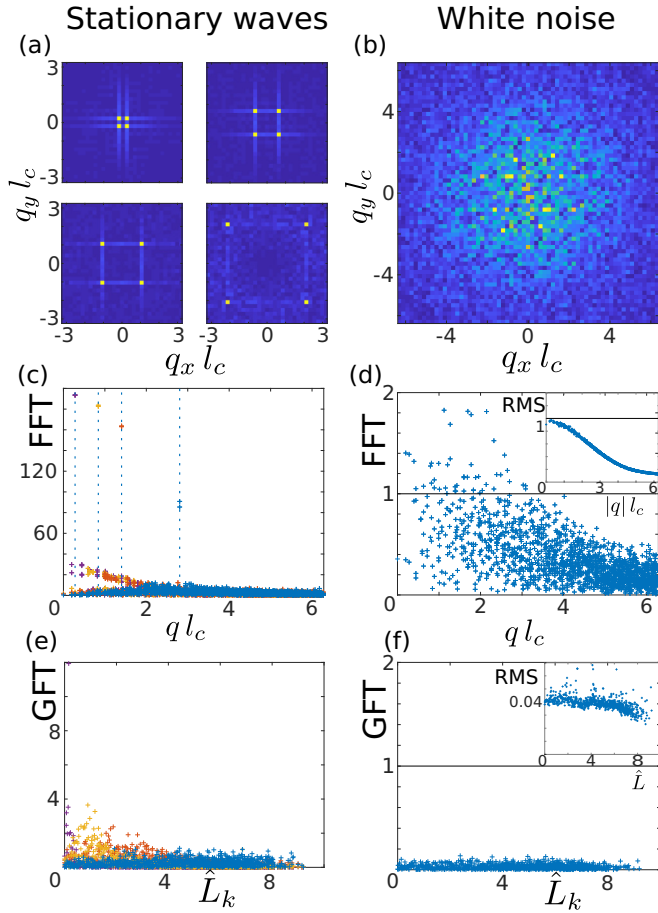 Stationary waves
White noise
(a)
(b)
3
0
-3
3
0
-3
q_y l_c
-3 0 3
-3 0 3
q_x l_c
4
0
-4
q_y l_c
-4 0 4
q_x l_c
(c)
(d)
FFT
120
60
0
0 2 4 6
q l_c
FFT
2
1
0
0 2 4 6
q l_c
RMS
1
0 3 6
|q| l_c
(e)
(f)
GFT
8
4
0
0 4 8
L̂_k
GFT
2
1
0
0 4 8
L̂_k
RMS
0.04
0 4 8
L̂